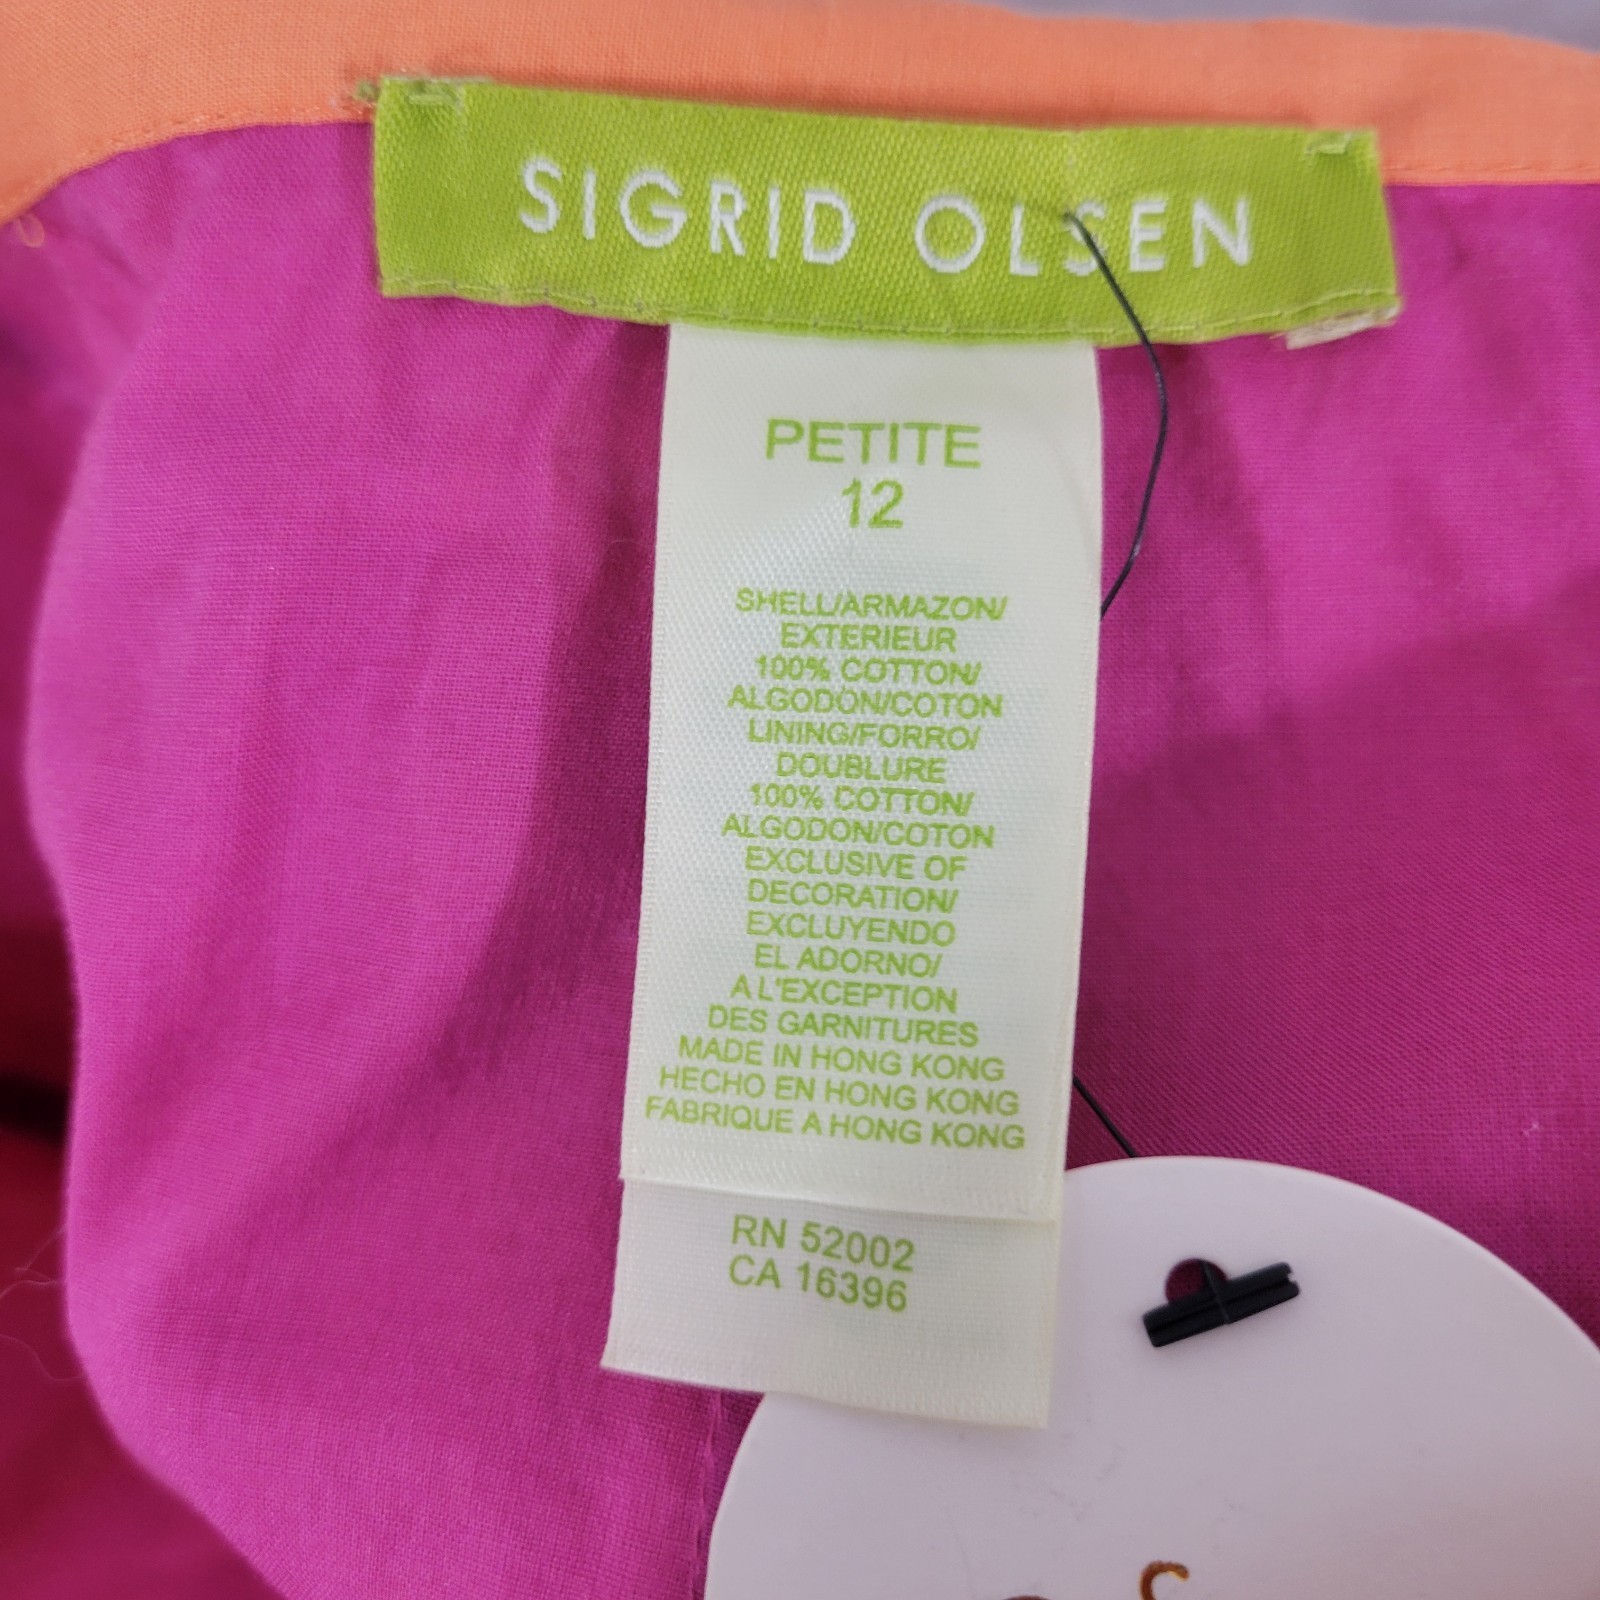 SIGRID OLSEN
PETITE
12
SHELL/ARMAZON/
EXTERIEUR
100% COTTON/
ALGODON/COTON
LINING/FORRO/
DOUBLURE
100% COTTON/
ALGODON/COTON
EXCLUSIVE OF
DECORATION/
EXCLUYENDO
EL ADORNO/
A L'EXCEPTION
DES GARNITURES
MADE IN HONG KONG
HECHO EN HONG KONG
FABRIQUE A HONG KONG
RN 52002
CA 16396